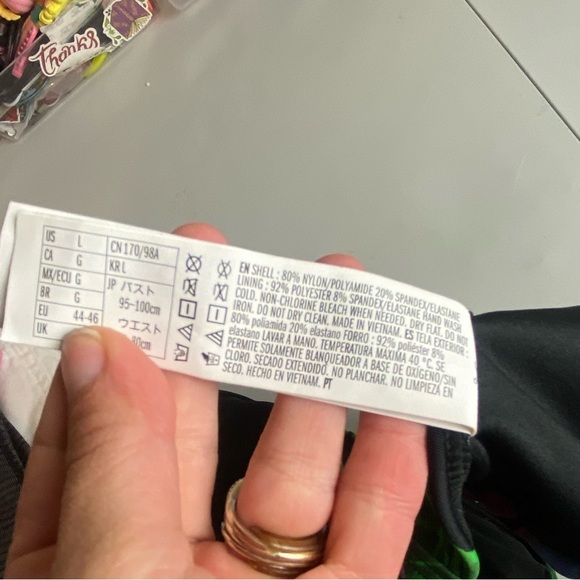 thanks
US L
CA G
MX/ECU G
BR G
EU 44-46
UK
CN 170/98A
KR L
JP バスト
95-100cm
ウエスト
80cm
EN SHELL : 80% NYLON/POLYAMIDE 20% SPANDEX/ELASTANE
LINING : 92% POLYESTER 8% SPANDEX/ELASTANE HAND WASH
COLD. NON-CHLORINE BLEACH WHEN NEEDED. DRY FLAT. DO NOT
IRON. DO NOT DRY CLEAN. MADE IN VIETNAM. ES TELA EXTERIOR :
80% poliamida 20% elastano FORRO : 92% poliéster 8%
elastano LAVAR A MANO. TEMPERATURA MAXIMA 40 °C. SE
PERMITE SOLAMENTE BLANQUEADOR A BASE DE OXÍGENO/SIN
CLORO. SECADO EXTENDIDO. NO PLANCHAR. NO LIMPIEZA EN
SECO. HECHO EN VIETNAM. PT